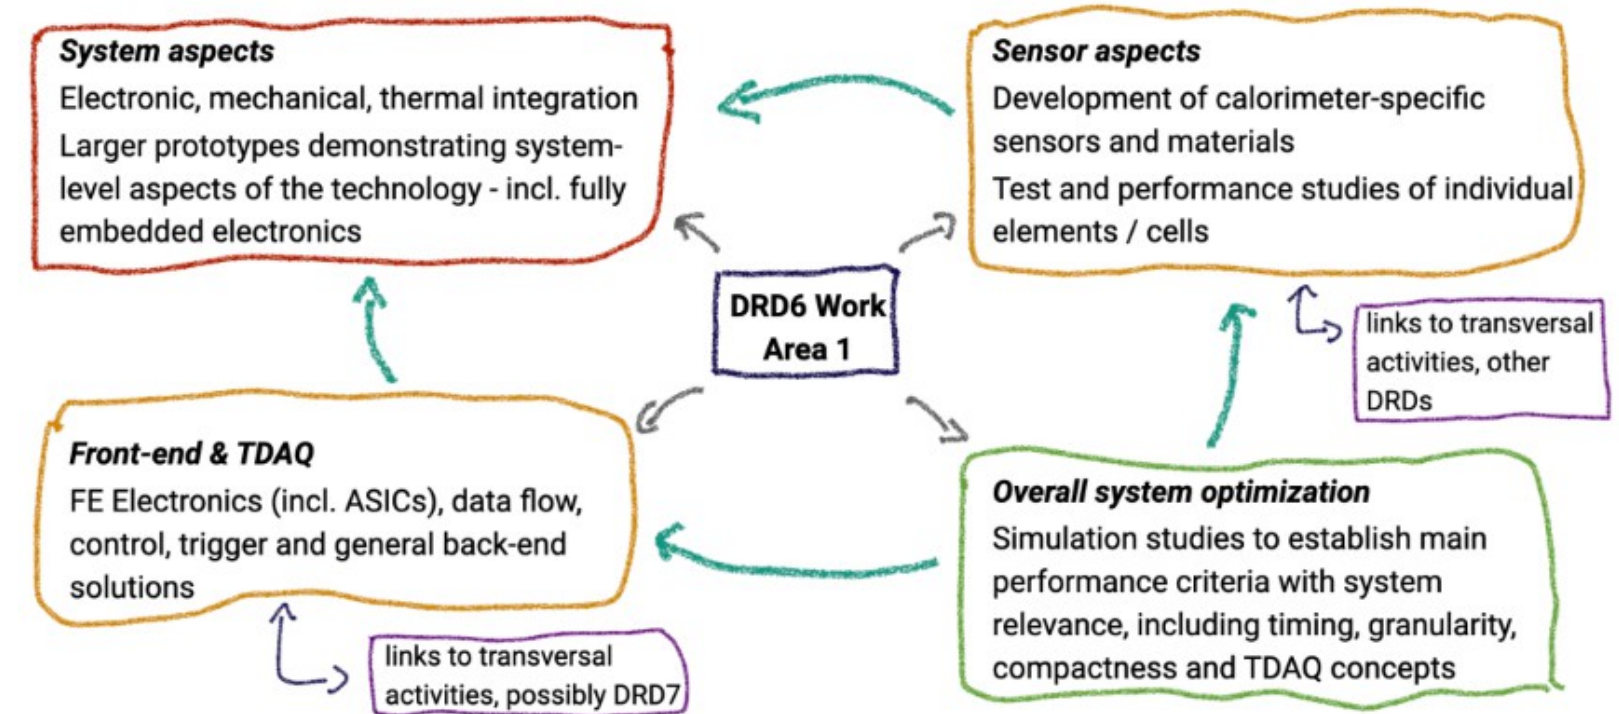 System aspects
Electronic, mechanical, thermal integration
Larger prototypes demonstrating system-
level aspects of the technology - incl. fully
embedded electronics
Sensor aspects
Development of calorimeter-specific
sensors and materials
Test and performance studies of individual
elements / cells
DRD6 Work
Area 1
links to transversal
activities, other
DRDs
Front-end & TDAQ
FE Electronics (incl. ASICs), data flow,
control, trigger and general back-end
solutions
links to transversal
activities, possibly DRD7
Overall system optimization
Simulation studies to establish main
performance criteria with system
relevance, including timing, granularity,
compactness and TDAQ concepts